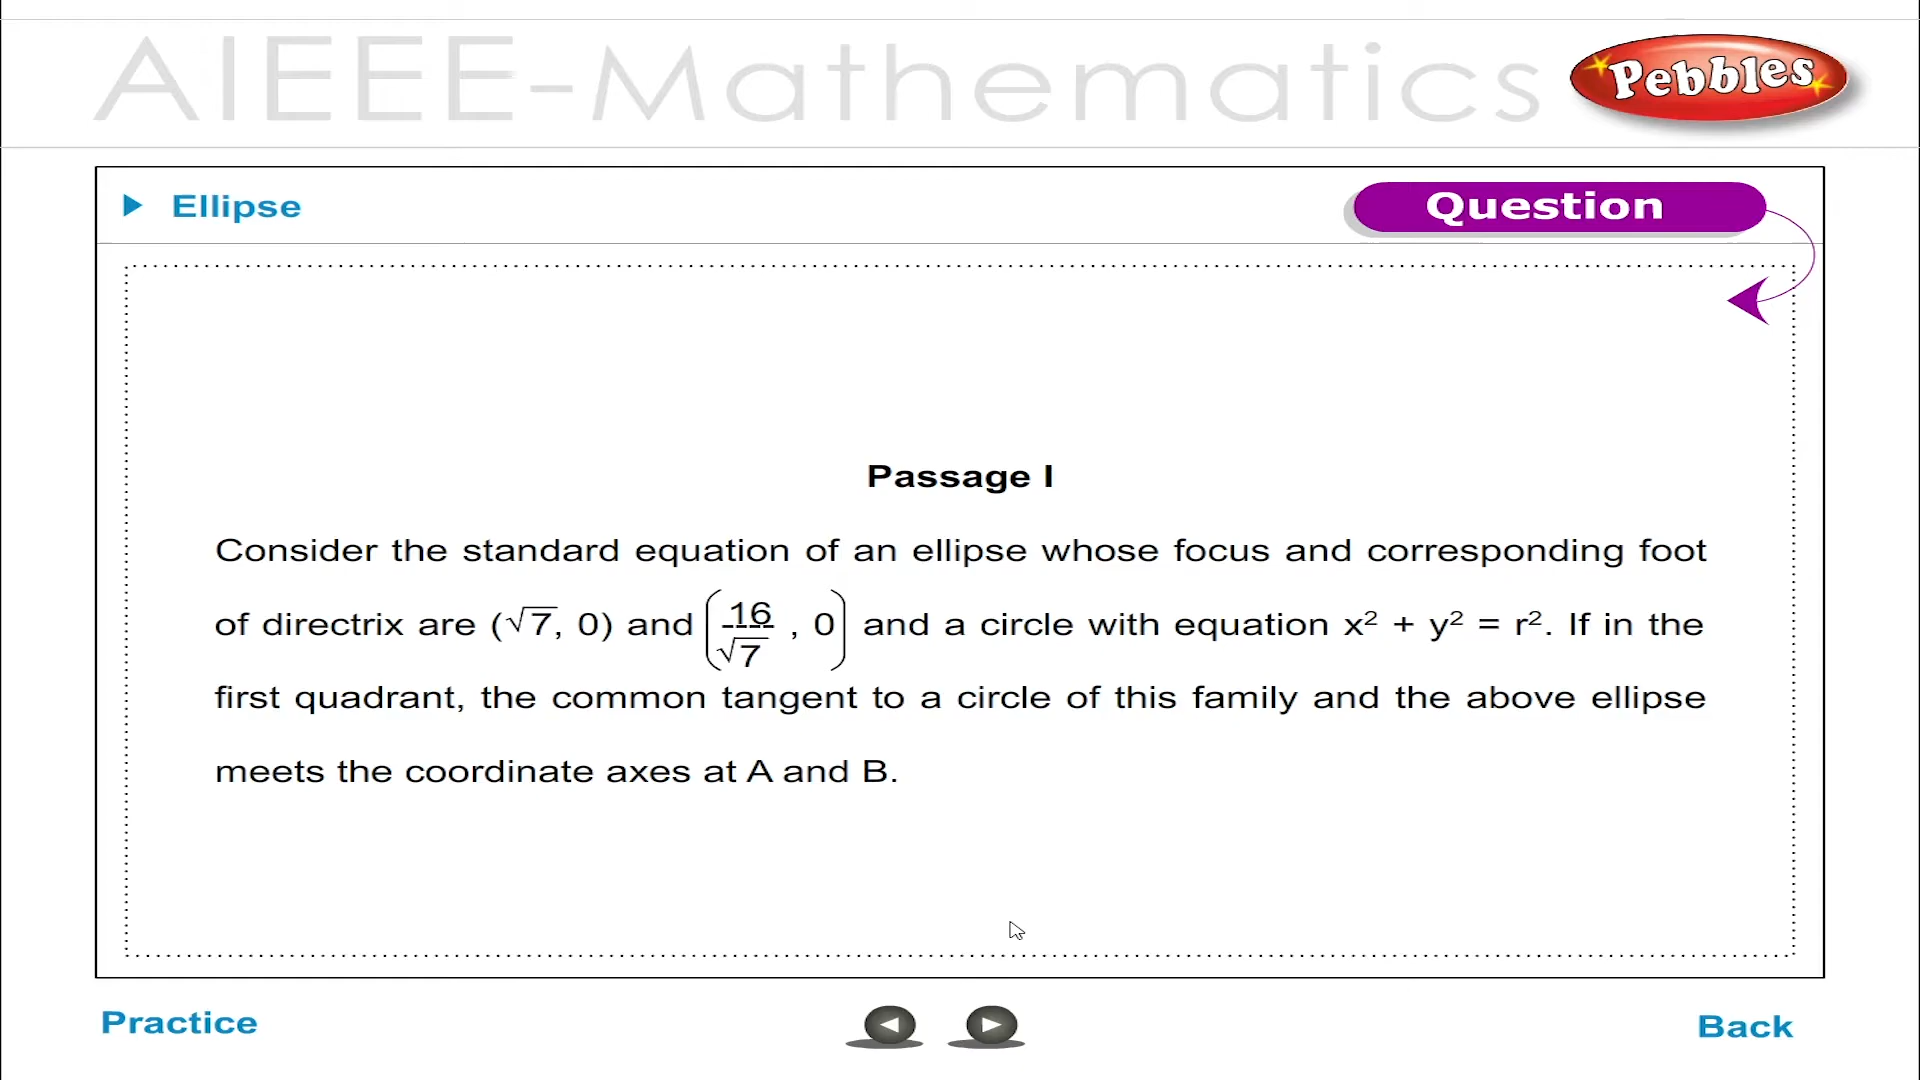 AIEEE-Mathematics
Pebbles
Ellipse
Question
Passage I
Consider the standard equation of an ellipse whose focus and corresponding foot
of directrix are (√7, 0) and (16/√7 , 0) and a circle with equation x² + y² = r². If in the
first quadrant, the common tangent to a circle of this family and the above ellipse
meets the coordinate axes at A and B.
Practice
Back